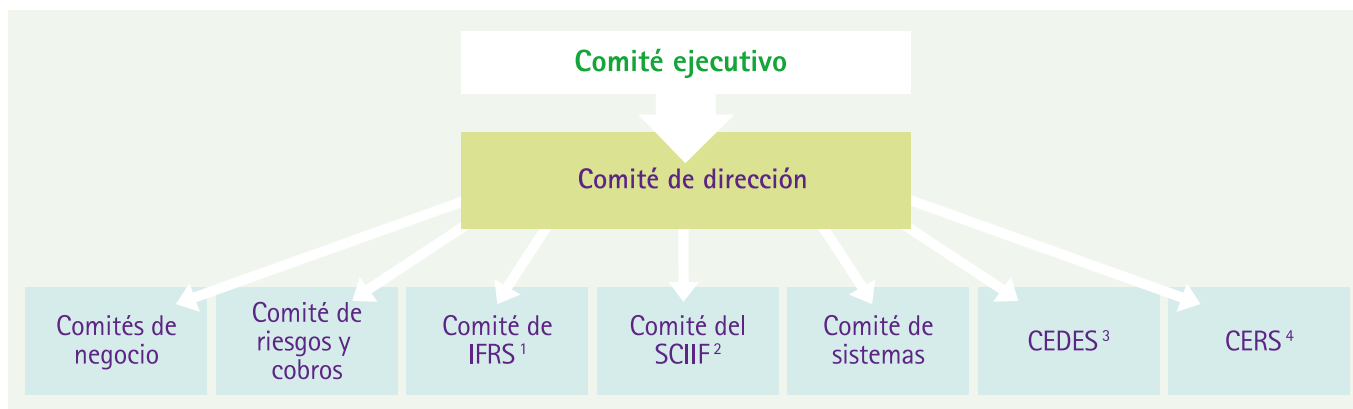 Comité ejecutivo
Comité de dirección
Comités de
negocio
Comité de
riesgos y
cobros
Comité de
IFRS 1
Comité del
SCIIF 2
Comité de
sistemas
CEDES 3
CERS 4